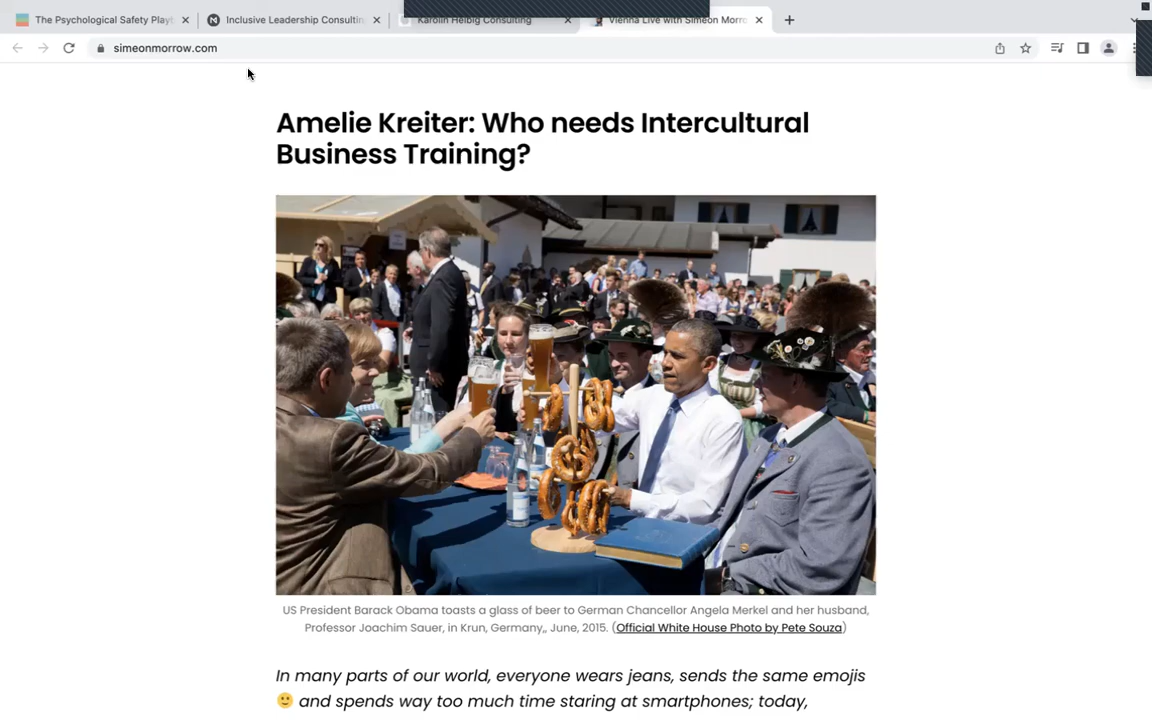 The Psychological Safety Playb
Inclusive Leadership Consultin
Karolin Helbig Consulting
Vienna Live with Simeon Morro
simeonmorrow.com
Amelie Kreiter: Who needs Intercultural
Business Training?
US President Barack Obama toasts a glass of beer to German Chancellor Angela Merkel and her husband,
Professor Joachim Sauer, in Krun, Germany,, June, 2015. (Official White House Photo by Pete Souza)
In many parts of our world, everyone wears jeans, sends the same emojis
🙂 and spends way too much time staring at smartphones; today,